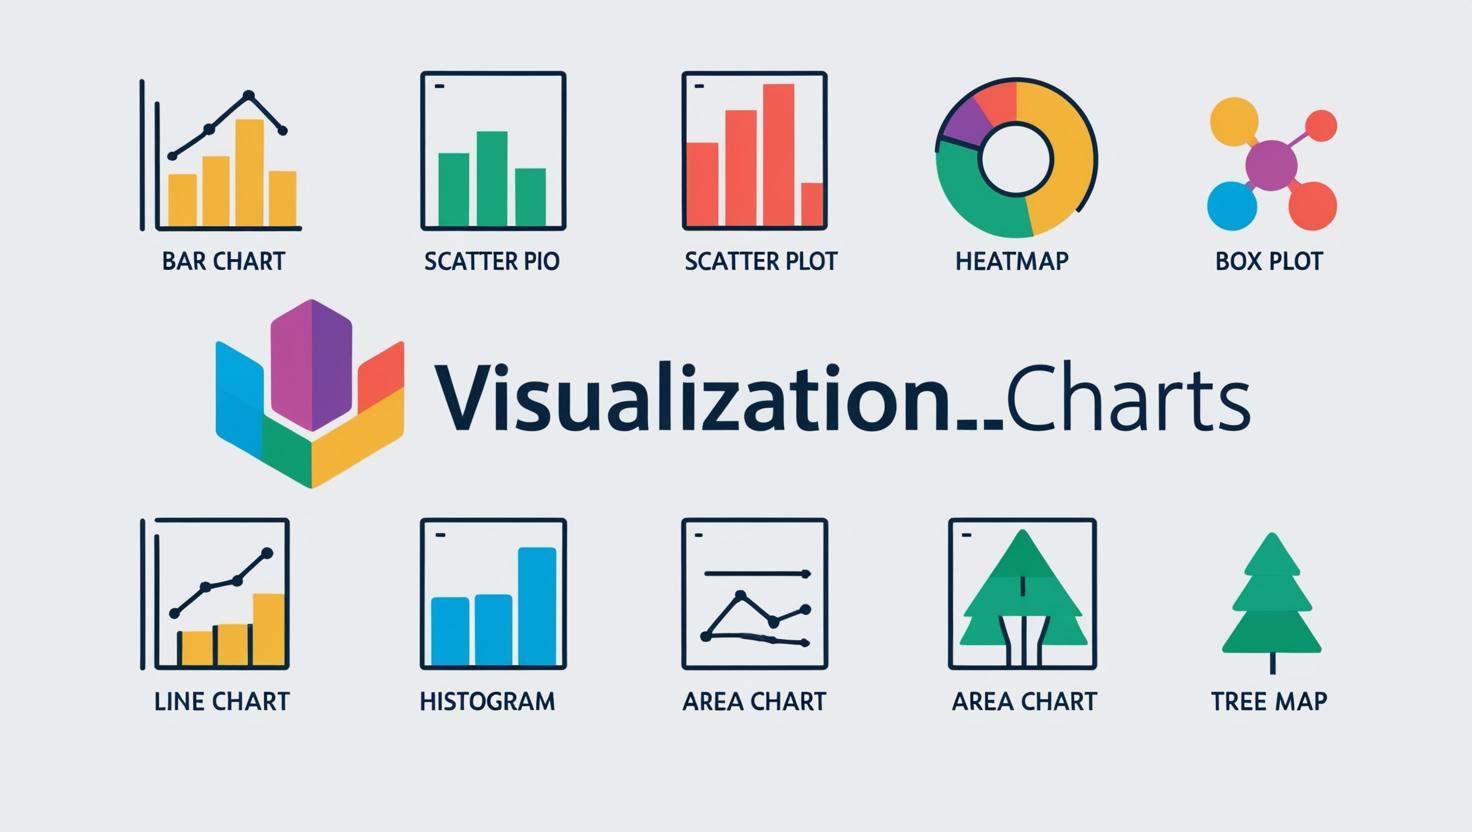 BAR CHART
SCATTER PIO
SCATTER PLOT
HEATMAP
BOX PLOT
Visualization--Charts
LINE CHART
HISTOGRAM
AREA CHART
AREA CHART
TREE MAP